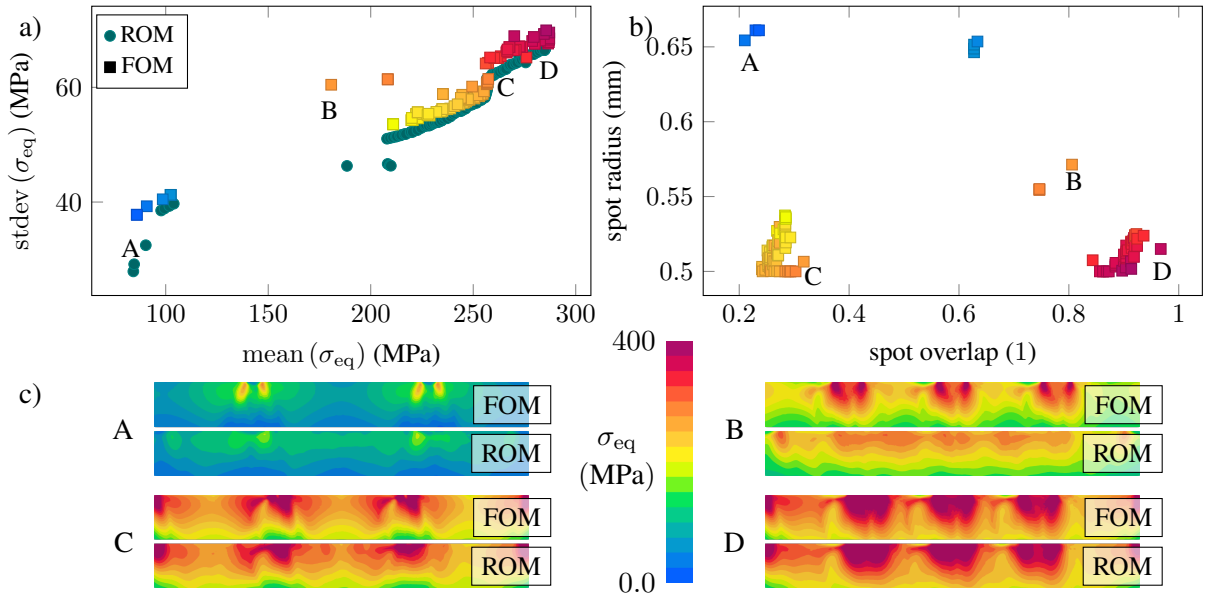 a)
ROM
FOM
stdev (σeq) (MPa)
60
40
A
B
C
D
100 150 200 250 300
mean (σeq) (MPa)
b)
spot radius (mm)
0.65
0.6
0.55
0.5
A
B
C
D
0.2 0.4 0.6 0.8 1
spot overlap (1)
c)
A
FOM
ROM
B
FOM
ROM
C
FOM
ROM
D
FOM
ROM
400
σeq
(MPa)
0.0